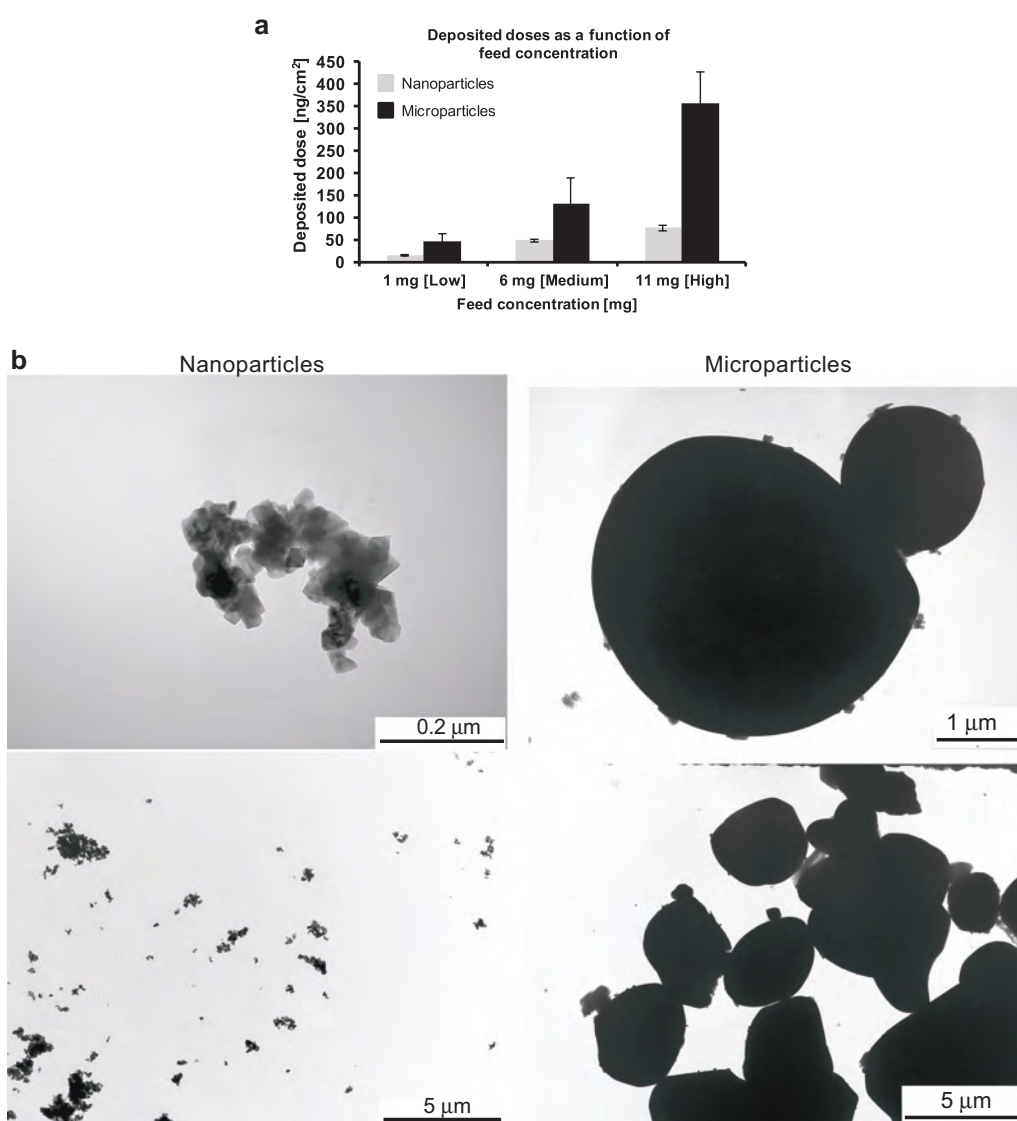 a
Deposited doses as a function of
feed concentration
Deposited dose [ng/cm²]
450
400
350
300
250
200
150
100
50
0
Nanoparticles
Microparticles
1 mg [Low] 6 mg [Medium] 11 mg [High]
Feed concentration [mg]
b
Nanoparticles Microparticles
0.2 µm
1 µm
5 µm
5 µm